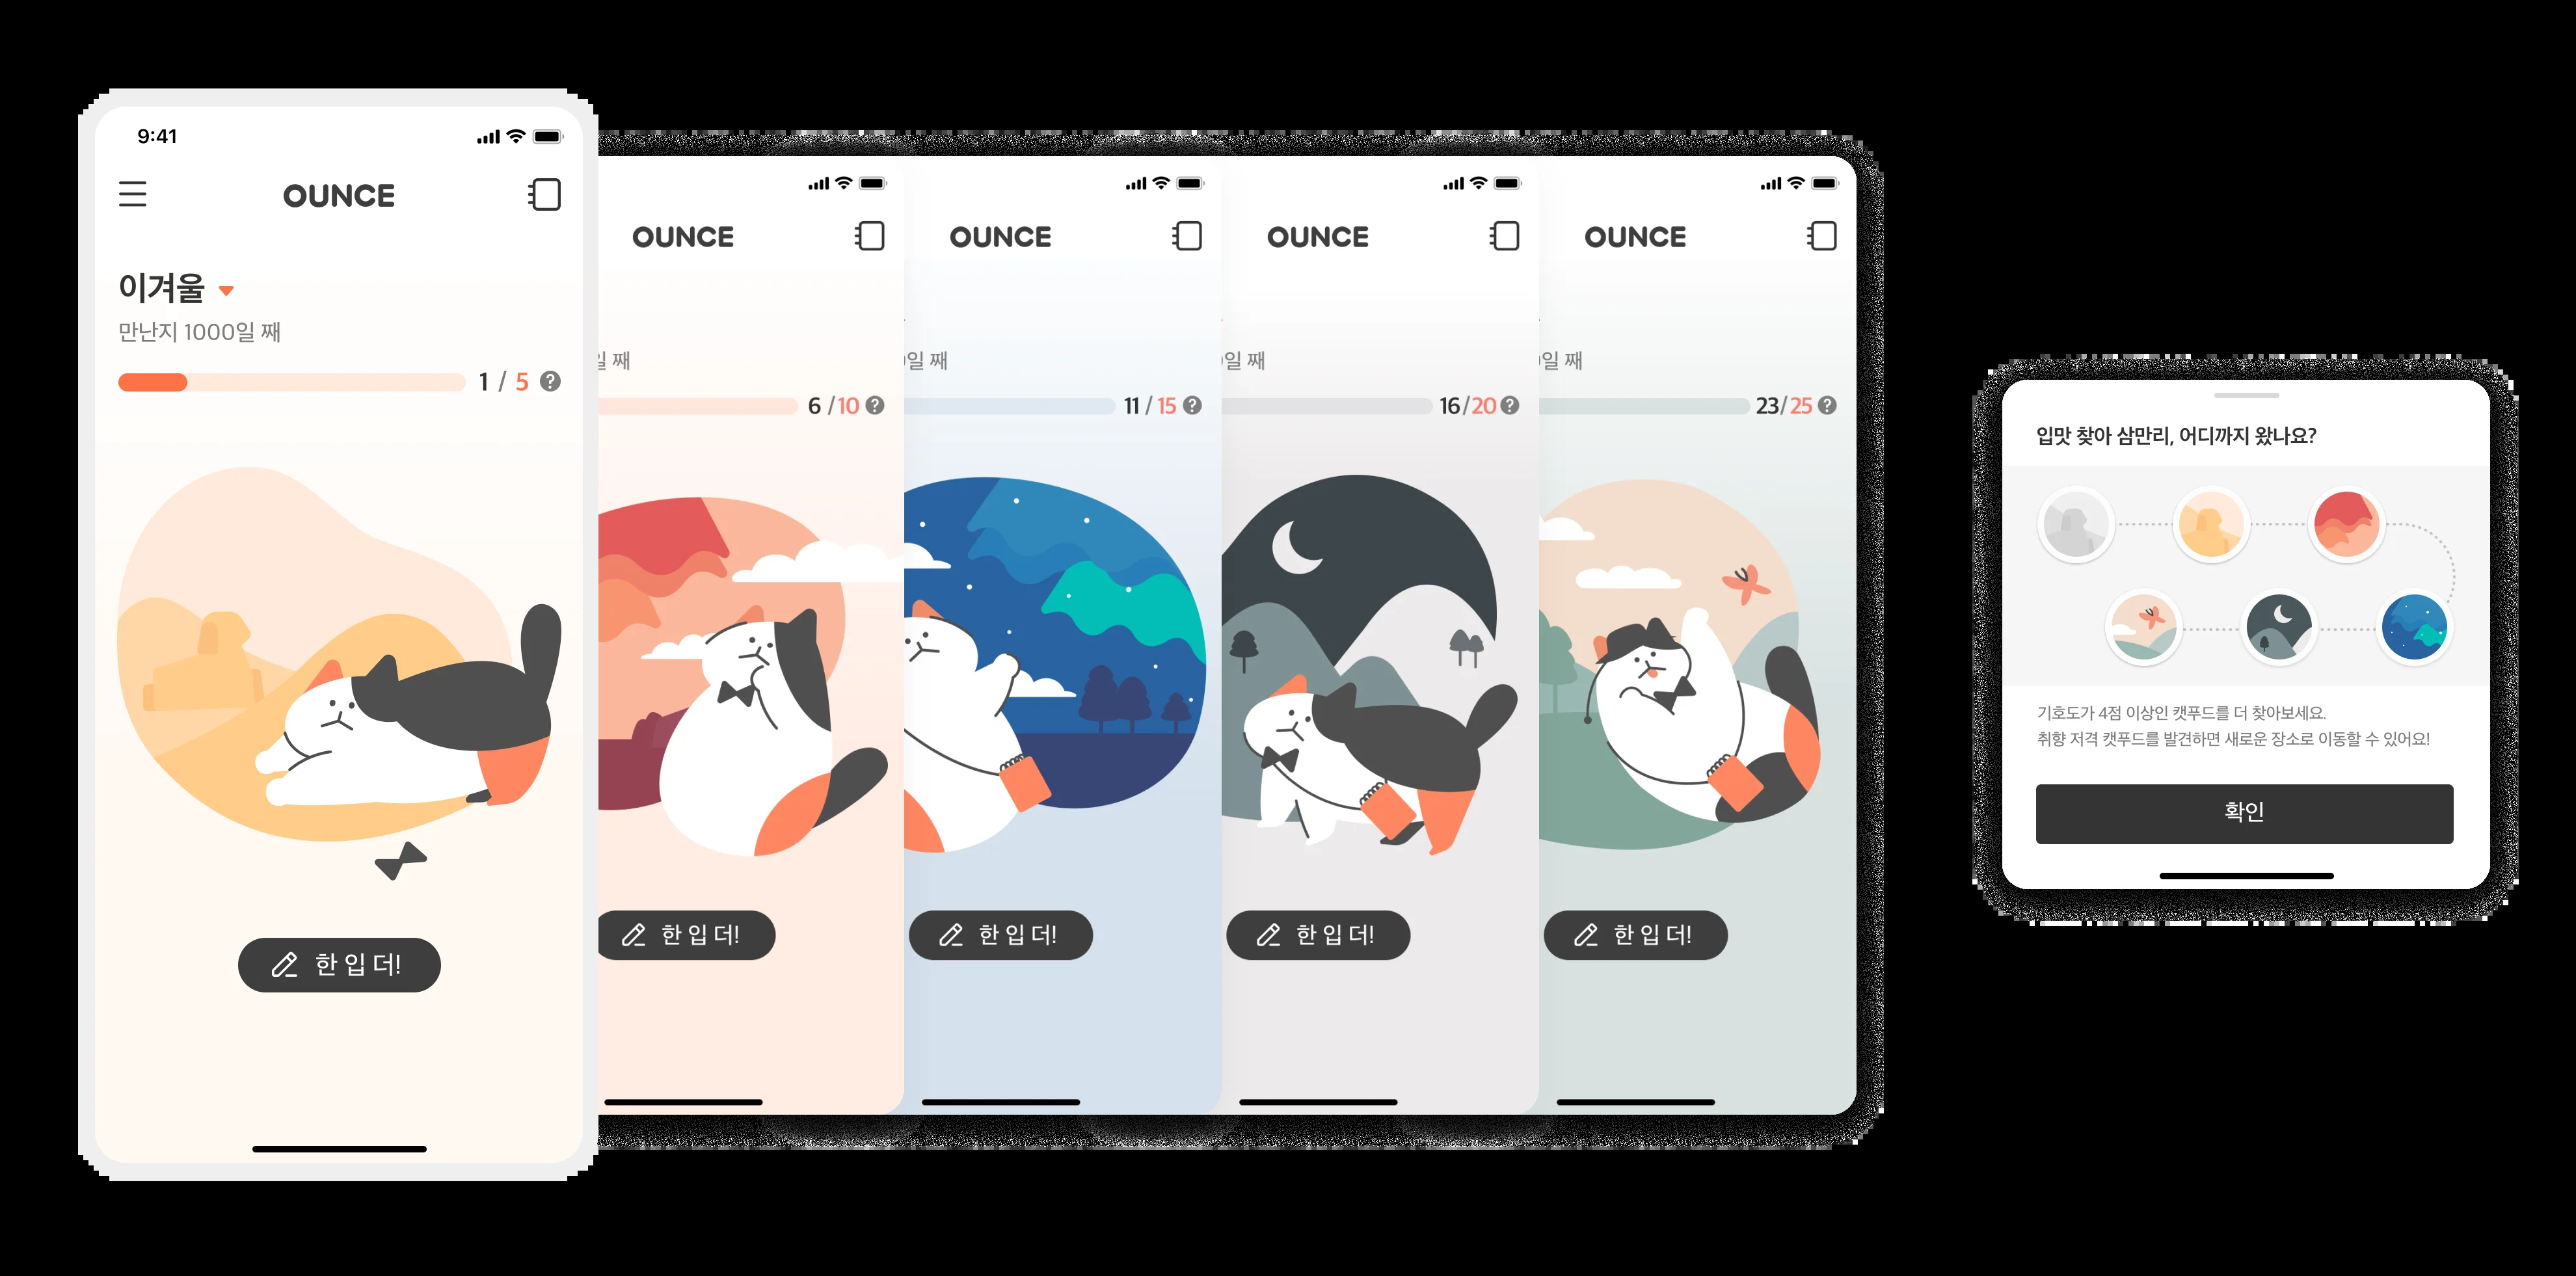 9:41
OUNCE
이겨울
만난지 1000일 째
1 / 5 ?
한 입 더!
OUNCE
일 째
6 /10 ?
한 입 더!
OUNCE
일 째
11 / 15 ?
한 입 더!
OUNCE
일 째
16/20 ?
한 입 더!
OUNCE
일 째
23/25 ?
한 입 더!
입맛 찾아 삼만리, 어디까지 왔나요?
기호도가 4점 이상인 캣푸드를 더 찾아보세요.
취향 저격 캣푸드를 발견하면 새로운 장소로 이동할 수 있어요!
확인